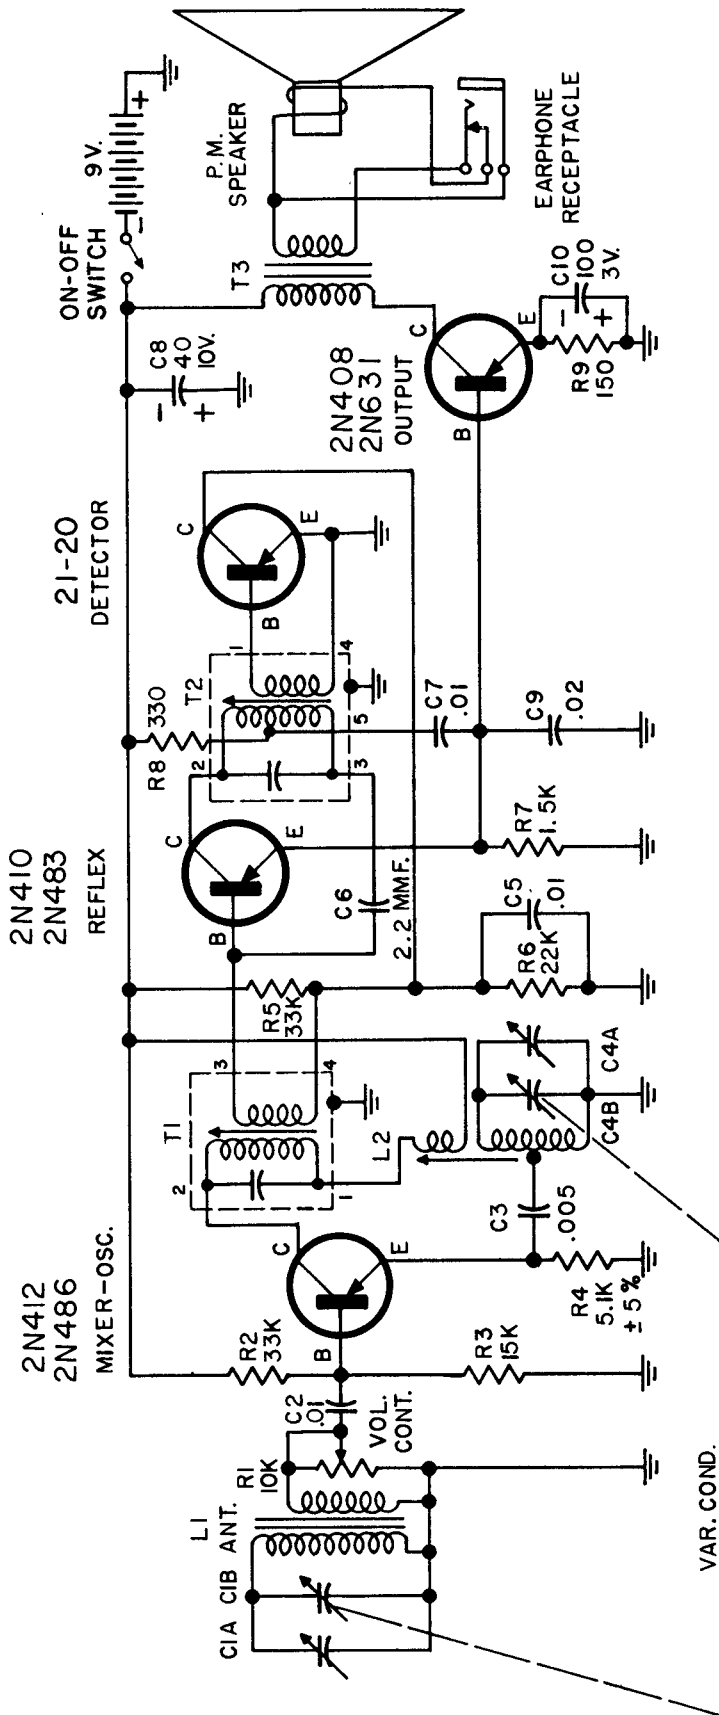 2N412
2N486
MIXER-OSC.
2N410
2N483
REFLEX
21-20
DETECTOR
2N408
2N631
OUTPUT
ON-OFF
SWITCH
9V.
-
+
P.M.
SPEAKER
EARPHONE
RECEPTACLE
C1A
C1B
L1
ANT.
R1
10K
VOL.
CONT.
C2
.01
R2
33K
B
C
E
R3
15K
R4
5.1K
±5%
C3
.005
T1
2
1
3
4
L2
C4B
C4A
R5
33K
R6
22K
C5
.01
B
C
E
C6
2.2 MMF.
R7
1.5K
R8
330
T2
2
3
5
1
4
C7
.01
C9
.02
B
C
E
C8
40
10V.
-
+
T3
B
C
E
R9
150
C10
100
3V.
-
+
VAR. COND.